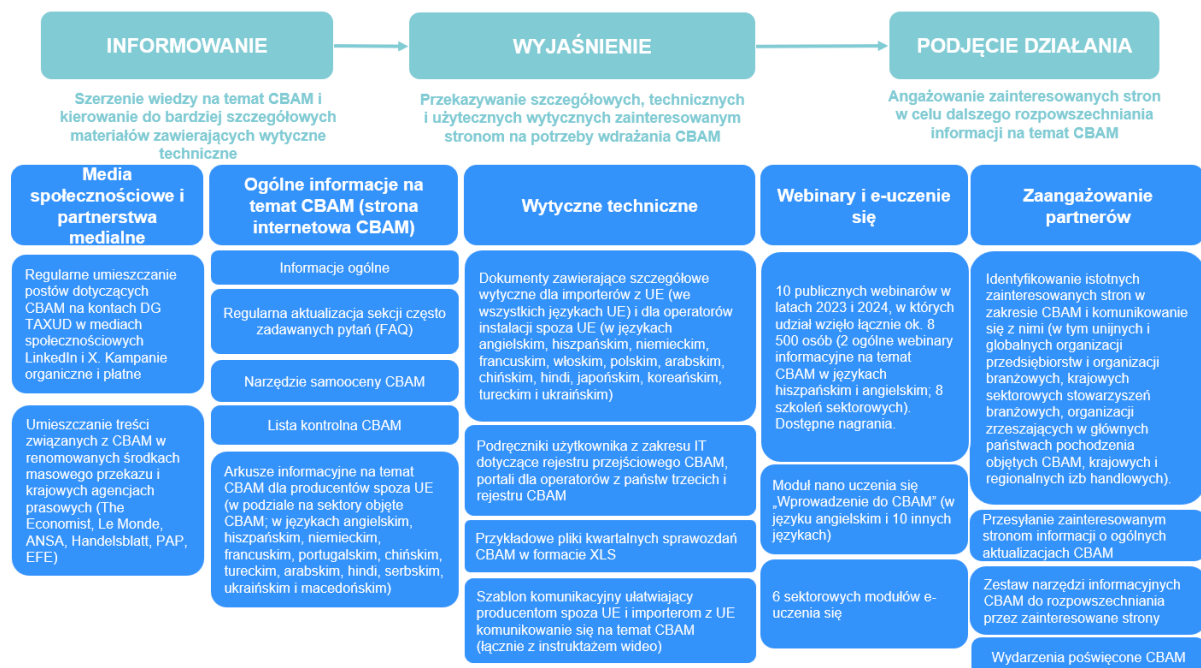 INFORMOWANIE
WYJAŚNIENIE
PODJĘCIE DZIAŁANIA
Szerzenie wiedzy na temat CBAM i
kierowanie do bardziej szczegółowych
materiałów zawierających wytyczne
techniczne
Przekazywanie szczegółowych, technicznych
i użytecznych wytycznych zainteresowanym
stronom na potrzeby wdrażania CBAM
Angażowanie zainteresowanych stron
w celu dalszego rozpowszechniania
informacji na temat CBAM
Media
społecznościowe i
partnerstwa
medialne
Regularne umieszczanie
postów dotyczących
CBAM na kontach DG
TAXUD w mediach
społecznościowych
LinkedIn i X. Kampanie
organiczne i płatne
Umieszczanie treści
związanych z CBAM w
renomowanych środkach
masowego przekazu i
krajowych agencjach
prasowych (The
Economist, Le Monde,
ANSA, Handelsblatt, PAP,
EFE)
Ogólne informacje na
temat CBAM (strona
internetowa CBAM)
Informacje ogólne
Regularna aktualizacja sekcji często
zadawanych pytań (FAQ)
Narzędzie samooceny CBAM
Lista kontrolna CBAM
Arkusze informacyjne na temat
CBAM dla producentów spoza UE
(w podziale na sektory objęte
CBAM; w językach angielskim,
hiszpańskim, niemieckim,
francuskim, portugalskim, chińskim,
tureckim, arabskim, hindi, serbskim,
ukraińskim i macedońskim)
Wytyczne techniczne
Dokumenty zawierające szczegółowe
wytyczne dla importerów z UE (we
wszystkich językach UE) i dla operatorów
instalacji spoza UE (w językach
angielskim, hiszpańskim, niemieckim,
francuskim, włoskim, polskim, arabskim,
chińskim, hindi, japońskim, koreańskim,
tureckim i ukraińskim)
Podręczniki użytkownika z zakresu IT
dotyczące rejestru przejściowego CBAM,
portali dla operatorów z państw trzecich i
rejestru CBAM
Przykładowe pliki kwartalnych sprawozdań
CBAM w formacie XLS
Szablon komunikacyjny ułatwiający
producentom spoza UE i importerom z UE
komunikowanie się na temat CBAM
(łącznie z instruktażem wideo)
Webinary i e-uczenie
się
10 publicznych webinarów w
latach 2023 i 2024, w których
udział wzięło łącznie ok. 8
500 osób (2 ogólne webinary
informacyjne na temat
CBAM w językach
hiszpańskim i angielskim; 8
szkoleń sektorowych).
Dostępne nagrania.
Moduł nano uczenia się
„Wprowadzenie do CBAM” (w
języku angielskim i 10 innych
językach)
6 sektorowych modułów e-
uczenia się
Zaangażowanie
partnerów
Identyfikowanie istotnych
zainteresowanych stron w
zakresie CBAM i komunikowanie
się z nimi (w tym unijnych i
globalnych organizacji
przedsiębiorstw i organizacji
branżowych, krajowych
sektorowych stowarzyszeń
branżowych, organizacji
zrzeszających w głównych
państwach pochodzenia
objętych CBAM, krajowych i
regionalnych izb handlowych).
Przesyłanie zainteresowanym
stronom informacji o ogólnych
aktualizacjach CBAM
Zestaw narzędzi informacyjnych
CBAM do rozpowszechniania
przez zainteresowane strony
Wydarzenia poświęcone CBAM